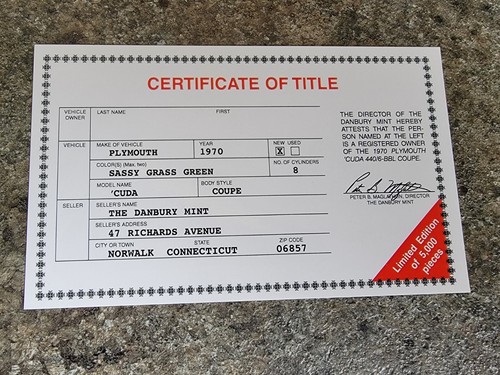 CERTIFICATE OF TITLE
VEHICLE OWNER
LAST NAME FIRST
VEHICLE
MAKE OF VEHICLE YEAR NEW USED
PLYMOUTH 1970 X
COLOR(S) (Max. two) NO. OF CYLINDERS
SASSY GRASS GREEN 8
MODEL NAME BODY STYLE
'CUDA COUPE
SELLER
SELLER'S NAME
THE DANBURY MINT
SELLER'S ADDRESS
47 RICHARDS AVENUE
CITY OR TOWN STATE ZIP CODE
NORWALK CONNECTICUT 06857
THE DIRECTOR OF THE
DANBURY MINT HEREBY
ATTESTS THAT THE PER-
SON NAMED AT THE LEFT
IS A REGISTERED OWNER
OF THE 1970 PLYMOUTH
'CUDA 440/6-BBL COUPE.
PETER B. MAGLATHLIN, DIRECTOR
THE DANBURY MINT
Limited Edition
of 5,000
pieces